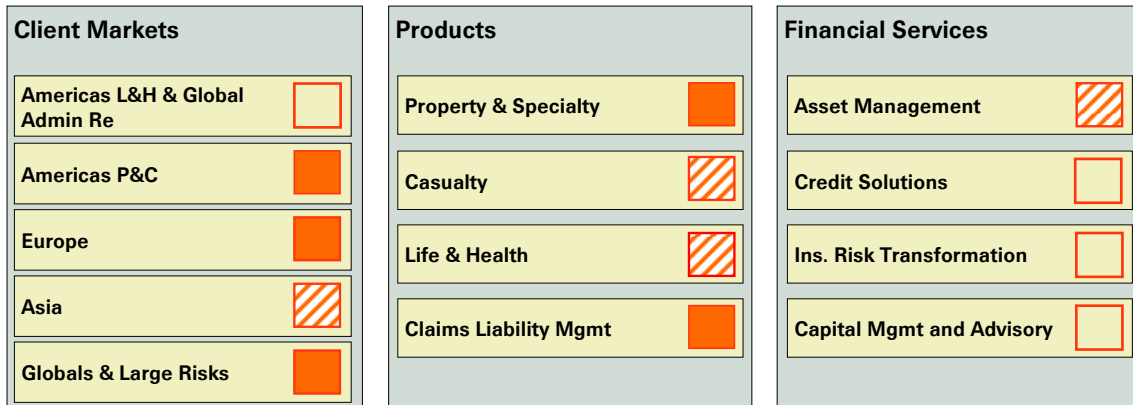 Client Markets
Americas L&H & Global
Admin Re
Americas P&C
Europe
Asia
Globals & Large Risks
Products
Property & Specialty
Casualty
Life & Health
Claims Liability Mgmt
Financial Services
Asset Management
Credit Solutions
Ins. Risk Transformation
Capital Mgmt and Advisory